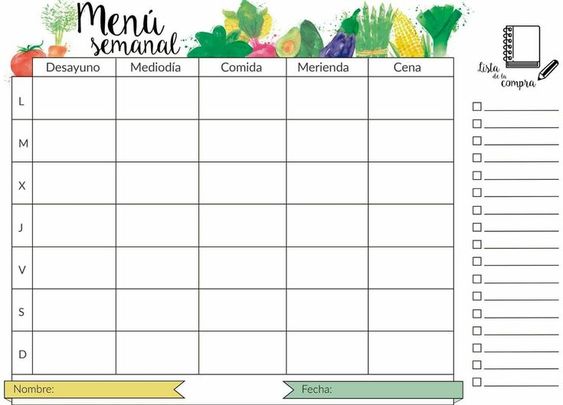 Menú
semanal
Lista
de la
compra
Desayuno Mediodía Comida Merienda Cena
L
M
X
J
V
S
D
Nombre: Fecha: